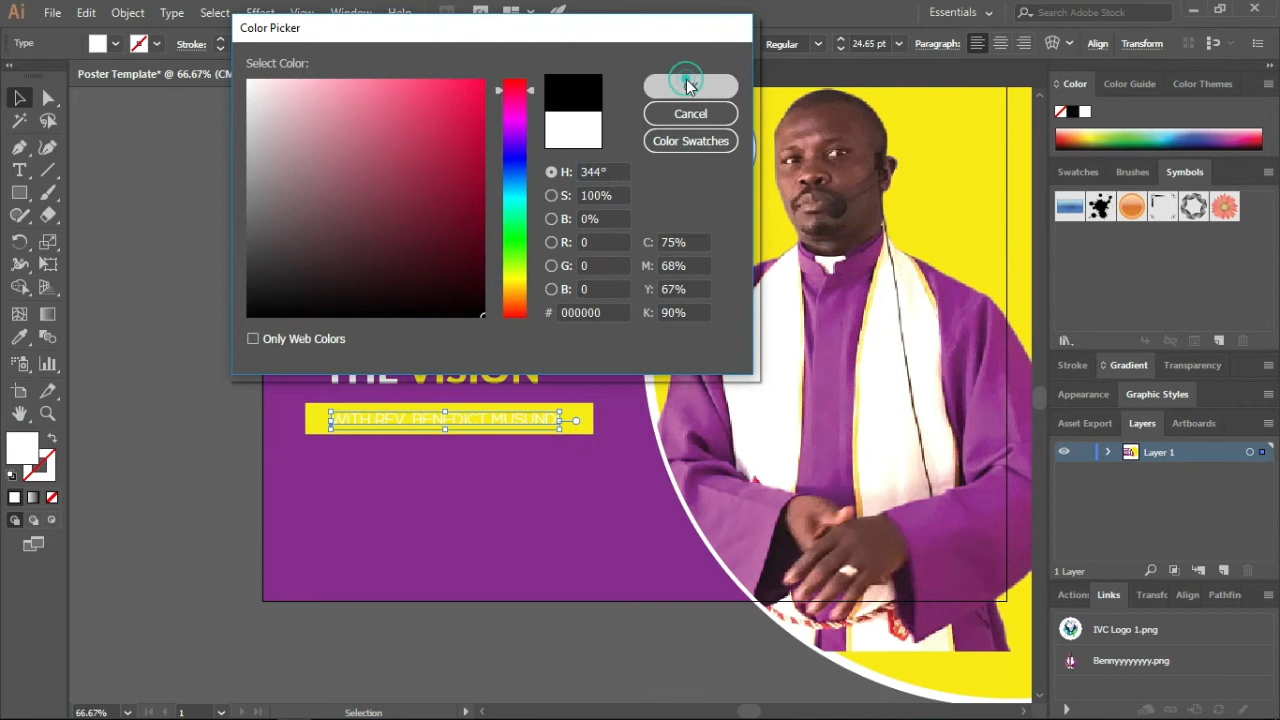 Ai File Edit Object Type Select
Essentials Search Adobe Stock
Type Stroke: Regular 24.65 pt Paragraph: Align Transform
Color Picker
Select Color:
Cancel
Color Swatches
H: 344°
S: 100%
B: 0%
R: 0 C: 75%
G: 0 M: 68%
B: 0 Y: 67%
# 000000 K: 90%
Only Web Colors
Poster Template* @ 66.67% (CM
Color Color Guide Color Themes
Swatches Brushes Symbols
Stroke Gradient Transparency
Appearance Graphic Styles
Asset Export Layers Artboards
Layer 1
1 Layer
Actions Links Transfo Align Pathfin
IVC Logo 1.png
Bennyyyyyyy.png
THE VISION
WITH REV. BENEDICT MUSUNDI
66.67% 1 Selection